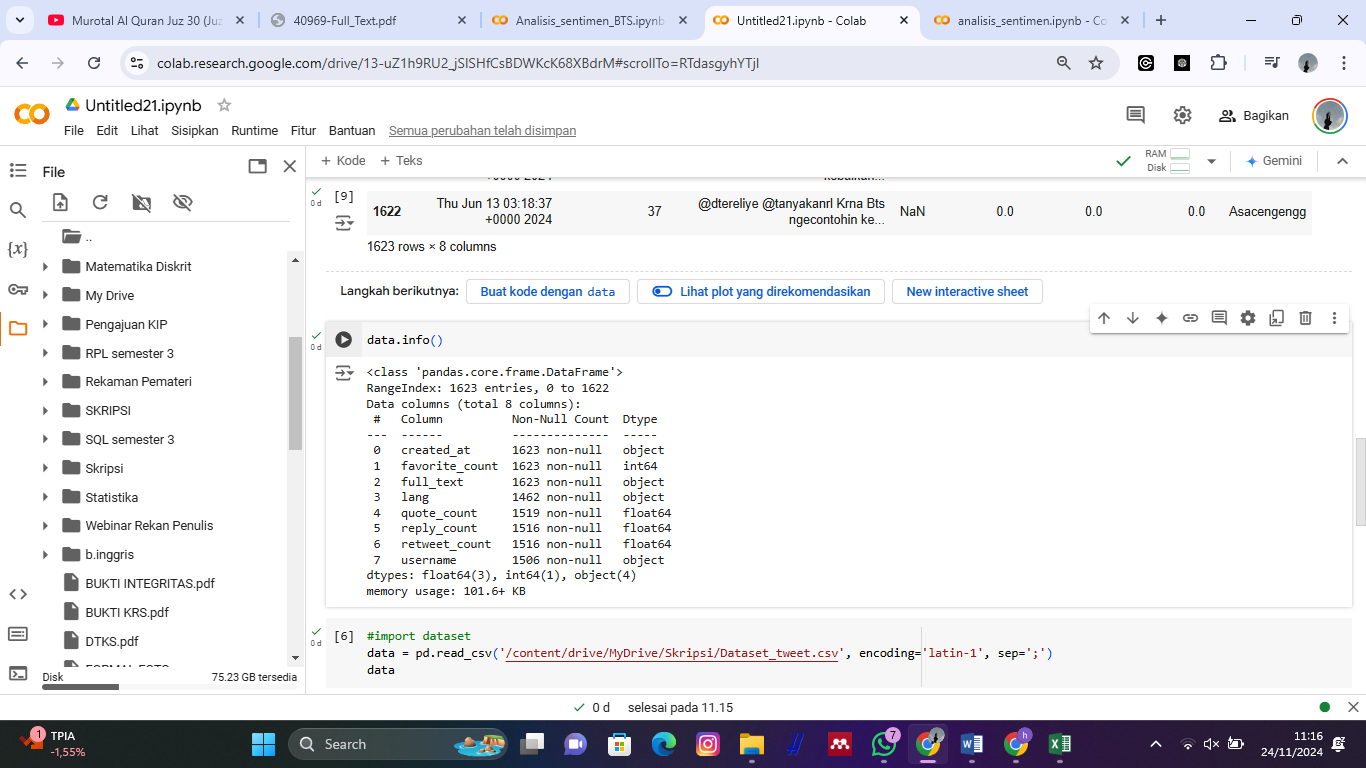 Murotal Al Quran Juz 30 (Juz
40969-Full_Text.pdf
Analisis_sentimen_BTS.ipynb
Untitled21.ipynb - Colab
analisis_sentimen.ipynb - Co
colab.research.google.com/drive/13-uZ1h9RU2_jSISHfCsBDWKcK68XBdrM#scrollTo=RTdasgyhYTjI
Untitled21.ipynb
File Edit Lihat Sisipkan Runtime Fitur Bantuan Semua perubahan telah disimpan
Bagikan
File
+ Kode + Teks
RAM
Disk
Gemini
..
Matematika Diskrit
My Drive
Pengajuan KIP
RPL semester 3
Rekaman Pemateri
SKRIPSI
SQL semester 3
Skripsi
Statistika
Webinar Rekan Penulis
b.inggris
BUKTI INTEGRITAS.pdf
BUKTI KRS.pdf
DTKS.pdf
Disk 75.23 GB tersedia
+0000 2024
kebaikan...
[9]
0 d
1622 Thu Jun 13 03:18:37 +0000 2024 37 @dtereliye @tanyakanrl Krna Bts ngecontohin ke... NaN 0.0 0.0 0.0 Asacengengg
1623 rows × 8 columns
Langkah berikutnya: Buat kode dengan data Lihat plot yang direkomendasikan New interactive sheet
0 d
data.info()
<class 'pandas.core.frame.DataFrame'>
RangeIndex: 1623 entries, 0 to 1622
Data columns (total 8 columns):
# Column Non-Null Count Dtype
--- ------ -------------- -----
0 created_at 1623 non-null object
1 favorite_count 1623 non-null int64
2 full_text 1623 non-null object
3 lang 1462 non-null object
4 quote_count 1519 non-null float64
5 reply_count 1516 non-null float64
6 retweet_count 1516 non-null float64
7 username 1506 non-null object
dtypes: float64(3), int64(1), object(4)
memory usage: 101.6+ KB
0 d
[6] #import dataset
data = pd.read_csv('/content/drive/MyDrive/Skripsi/Dataset_tweet.csv', encoding='latin-1', sep=';')
data
0 d selesai pada 11.15
1
TPIA
-1,55%
Search
7
11:16
24/11/2024